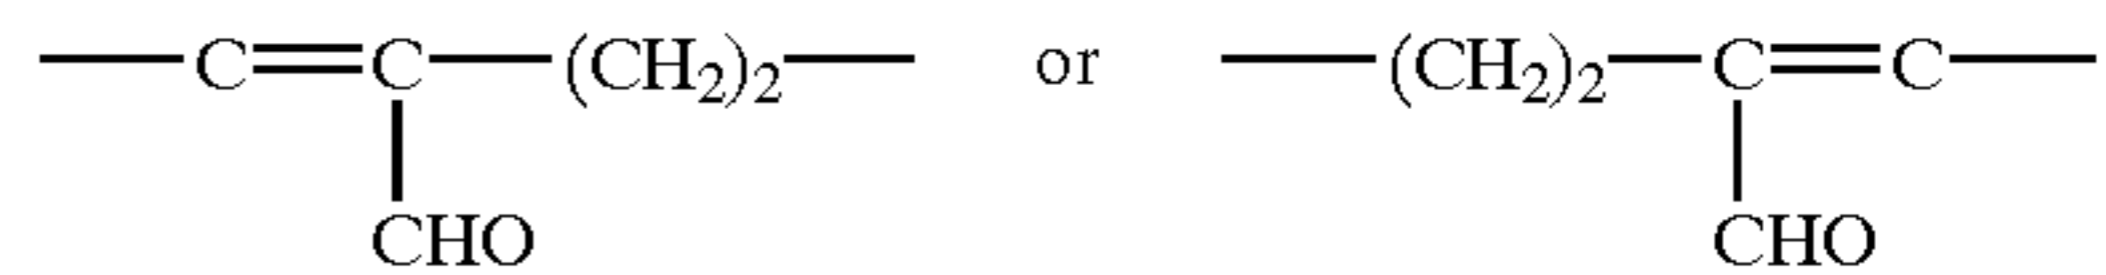 —C=C—(CH₂)₂— or —(CH₂)₂—C=C—
CHO CHO